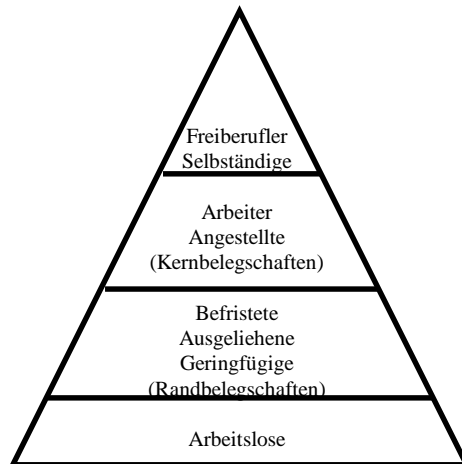 Freiberufler
Selbständige
Arbeiter
Angestellte
(Kernbelegschaften)
Befristete
Ausgeliehene
Geringfügige
(Randbelegschaften)
Arbeitslose